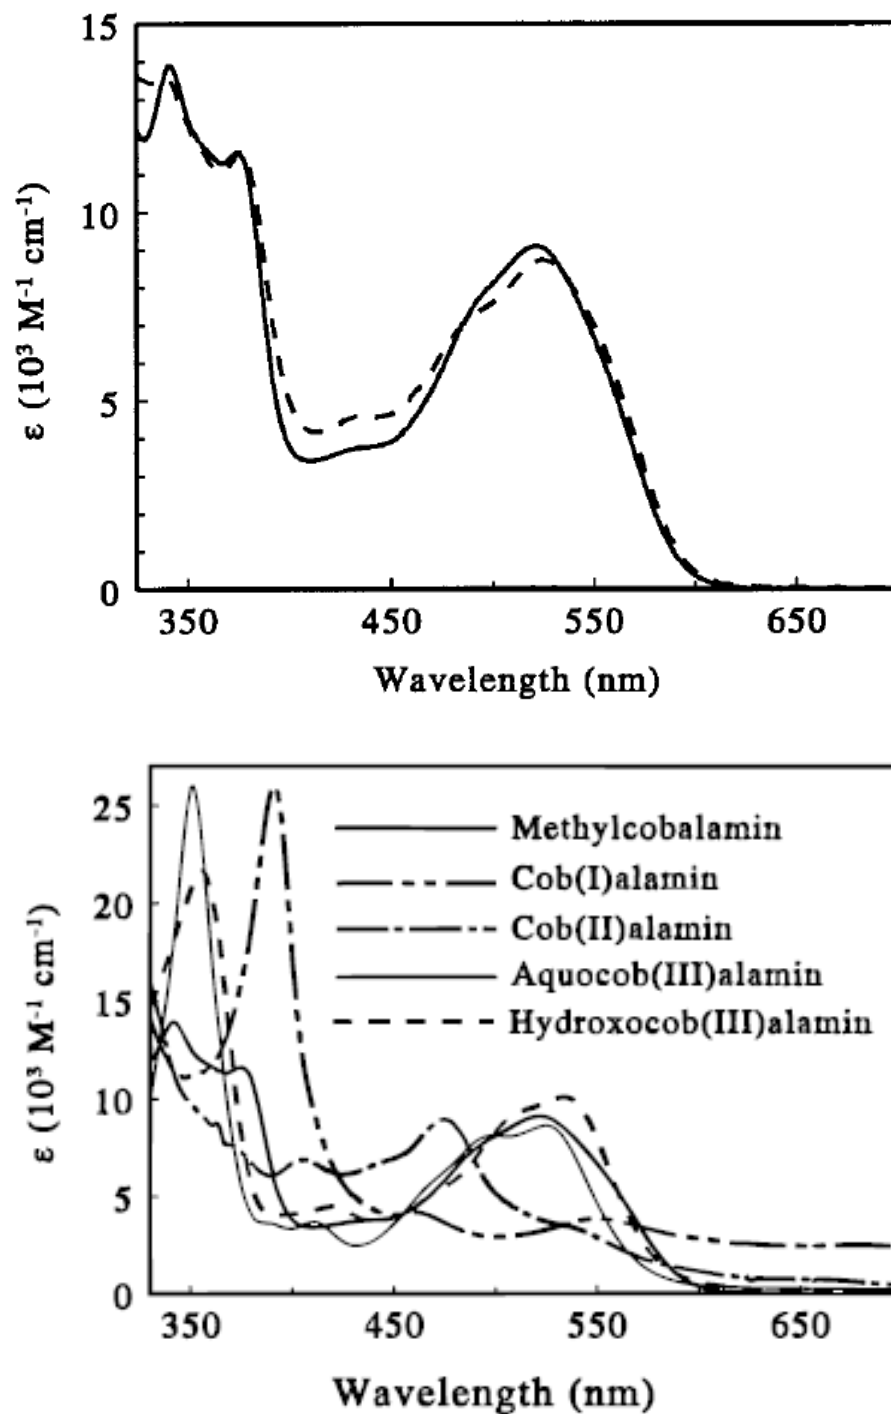 15
10
5
0
ε (10³ M⁻¹ cm⁻¹)
350 450 550 650
Wavelength (nm)
25
20
15
10
5
0
ε (10³ M⁻¹ cm⁻¹)
Methylcobalamin
Cob(I)alamin
Cob(II)alamin
Aquocob(III)alamin
Hydroxocob(III)alamin
350 450 550 650
Wavelength (nm)